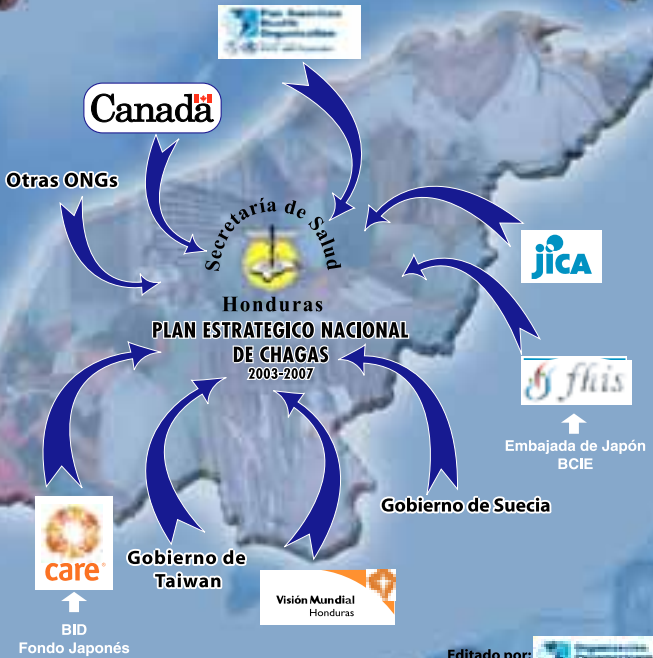 Pan American
Health
Organization
Canadä
Otras ONGs
Secretaría de Salud
Honduras
PLAN ESTRATEGICO NACIONAL
DE CHAGAS
2003-2007
jICA
fhis
Embajada de Japón
BCIE
Gobierno de Suecia
Gobierno de
Taiwan
care
BID
Fondo Japonés
Visión Mundial
Honduras
Editado por: